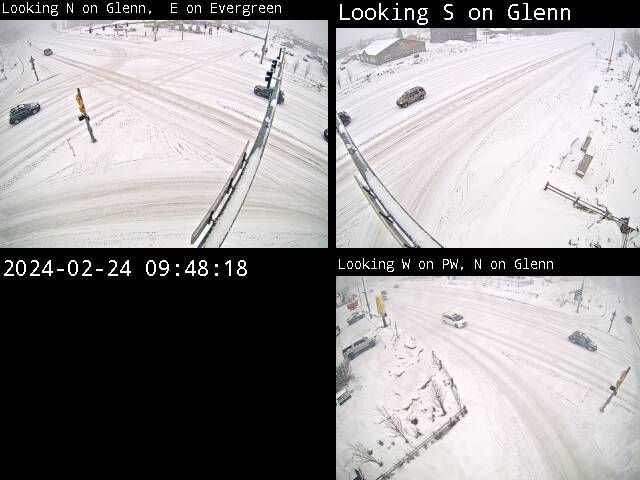 Looking N on Glenn, E on Evergreen
Looking S on Glenn
2024-02-24 09:48:18
Looking W on PW, N on Glenn